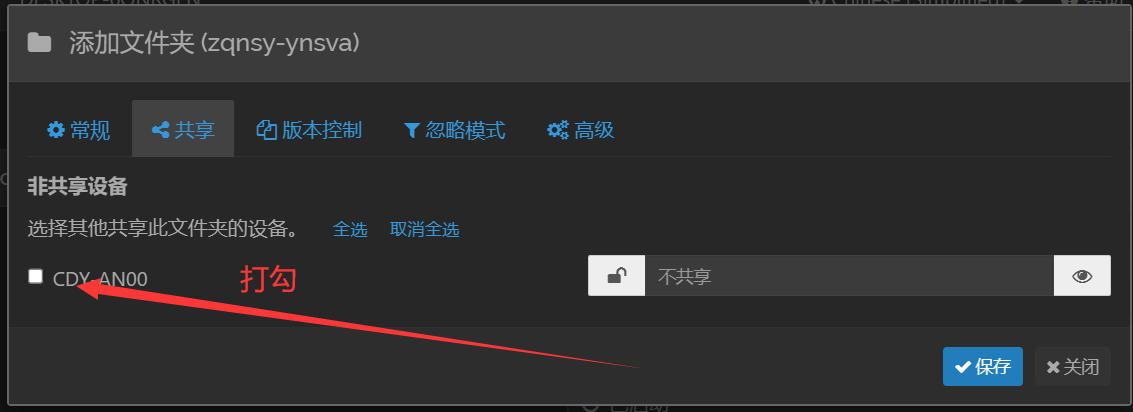 添加文件夹 (zqnsy-ynsva)
常规 共享 版本控制 忽略模式 高级
非共享设备
选择其他共享此文件夹的设备。 全选 取消全选
CDY-AN00 打勾 不共享
保存 关闭